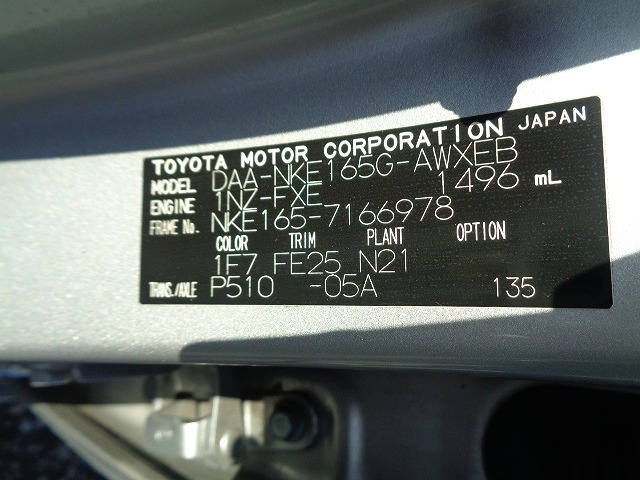 TOYOTA MOTOR CORPORATION JAPAN
MODEL DAA-NKE165G-AWXEB
ENGINE 1NZ-FXE 1496 mL
FRAME No. NKE165-7166978
COLOR TRIM PLANT OPTION
1F7 FE25 N21
TRANS./AXLE P510 -05A 135